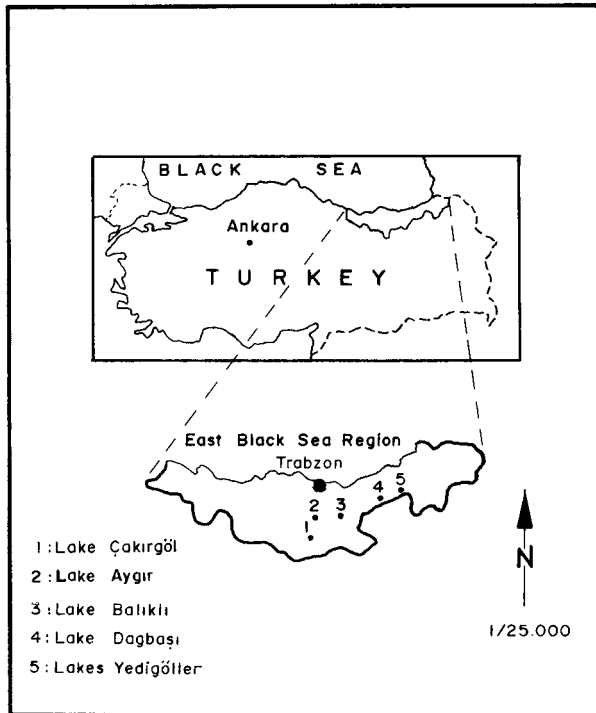 BLACK SEA
Ankara
TURKEY
East Black Sea Region
Trabzon
4 5
2 3
1
1: Lake Çakırgöl
2: Lake Aygır
3: Lake Balıklı
4: Lake Dagbaşı
5: Lakes Yedigöller
N
1/25.000